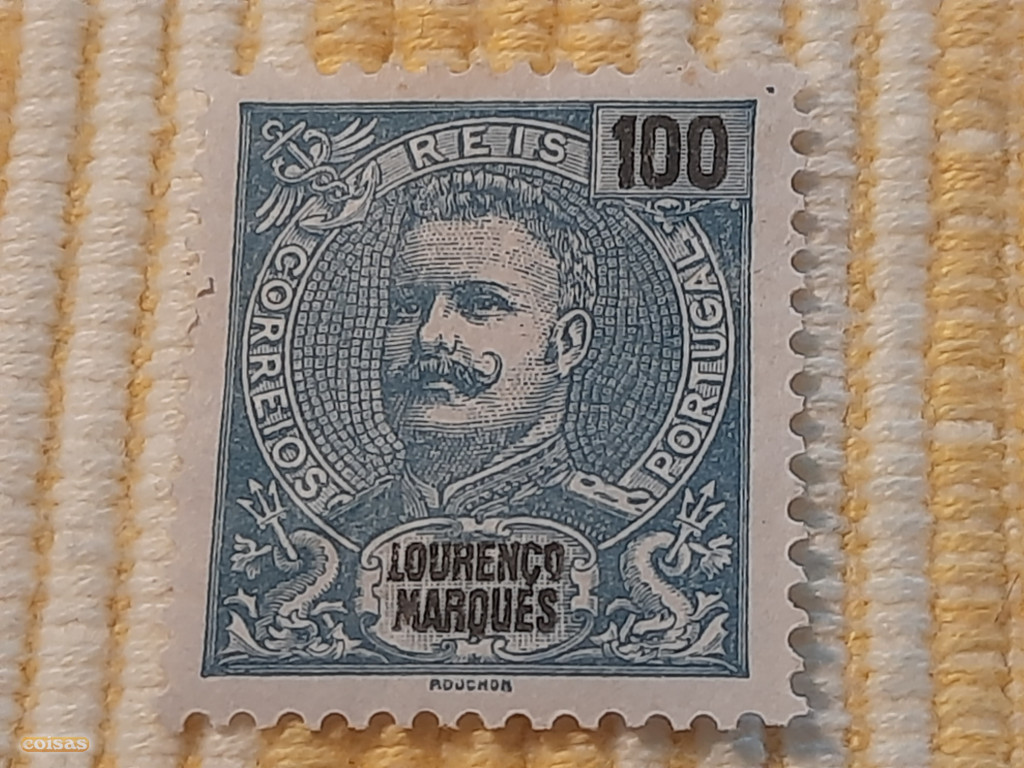 REIS
100
CORREIOS
PORTUGAL
LOURENÇO
MARQUES
MOUCHON
coisas